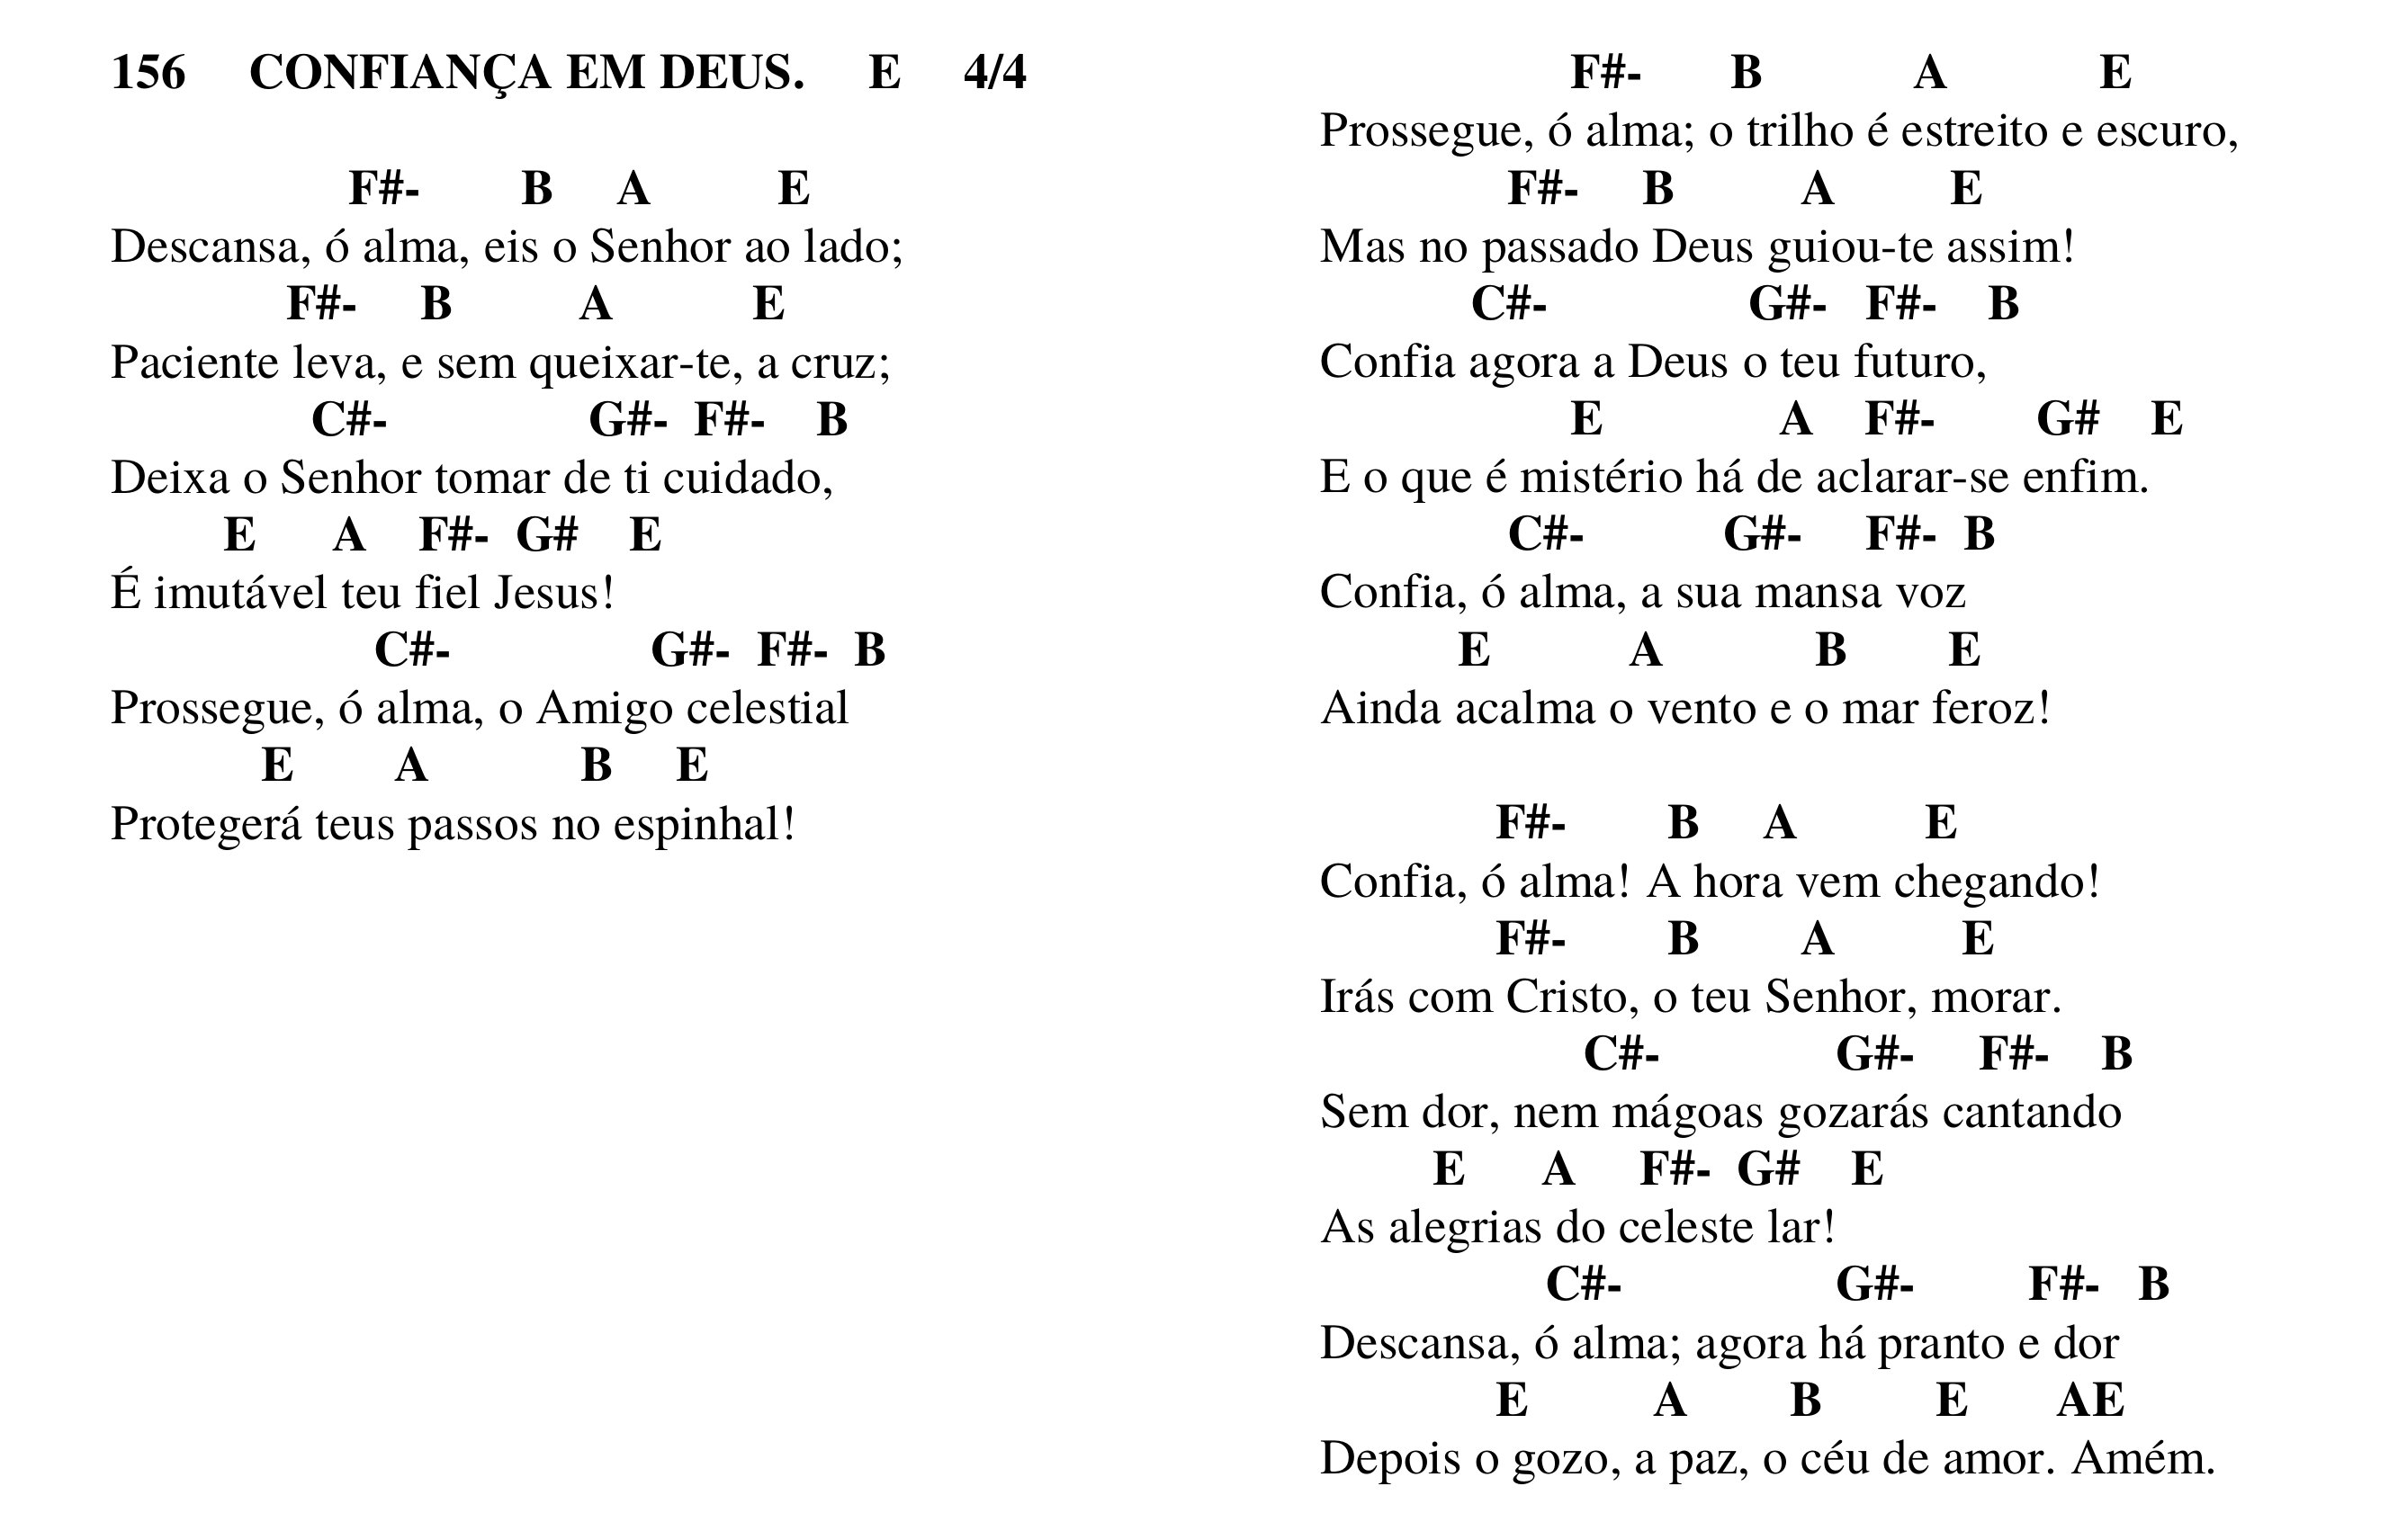 156 CONFIANÇA EM DEUS. E 4/4
F#- B A E
Descansa, ó alma, eis o Senhor ao lado;
F#- B A E
Paciente leva, e sem queixar-te, a cruz;
C#- G#- F#- B
Deixa o Senhor tomar de ti cuidado,
E A F#- G# E
É imutável teu fiel Jesus!
C#- G#- F#- B
Prossegue, ó alma, o Amigo celestial
E A B E
Protegerá teus passos no espinhal!
F#- B A E
Prossegue, ó alma; o trilho é estreito e escuro,
F#- B A E
Mas no passado Deus guiou-te assim!
C#- G#- F#- B
Confia agora a Deus o teu futuro,
E A F#- G# E
E o que é mistério há de aclarar-se enfim.
C#- G#- F#- B
Confia, ó alma, a sua mansa voz
E A B E
Ainda acalma o vento e o mar feroz!
F#- B A E
Confia, ó alma! A hora vem chegando!
F#- B A E
Irás com Cristo, o teu Senhor, morar.
C#- G#- F#- B
Sem dor, nem mágoas gozarás cantando
E A F#- G# E
As alegrias do celeste lar!
C#- G#- F#- B
Descansa, ó alma; agora há pranto e dor
E A B E AE
Depois o gozo, a paz, o céu de amor. Amém.